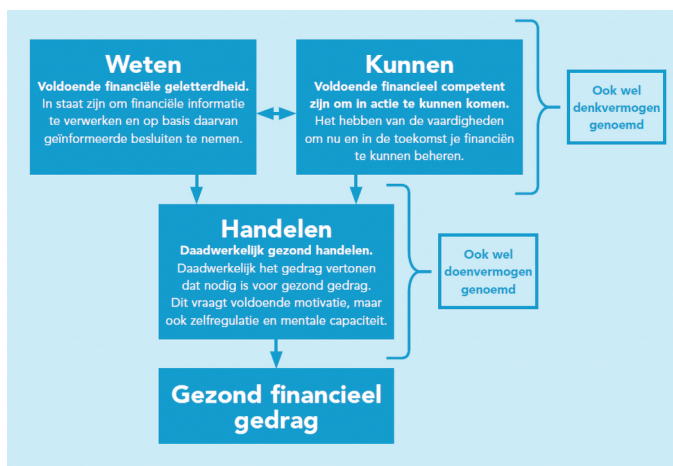 Weten
Voldoende financiële geletterdheid.
In staat zijn om financiële informatie
te verwerken en op basis daarvan
geïnformeerde besluiten te nemen.
Kunnen
Voldoende financieel competent
zijn om in actie te kunnen komen.
Het hebben van de vaardigheden
om nu en in de toekomst je financiën
te kunnen beheren.
Ook wel
denkvermogen
genoemd
Handelen
Daadwerkelijk gezond handelen.
Daadwerkelijk het gedrag vertonen
dat nodig is voor gezond gedrag.
Dit vraagt voldoende motivatie, maar
ook zelfregulatie en mentale capaciteit.
Ook wel
doenvermogen
genoemd
Gezond financieel
gedrag